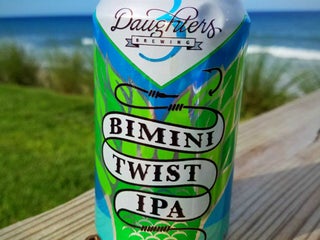 3
Daughters
BREWING
BIMINI
TWIST
IPA